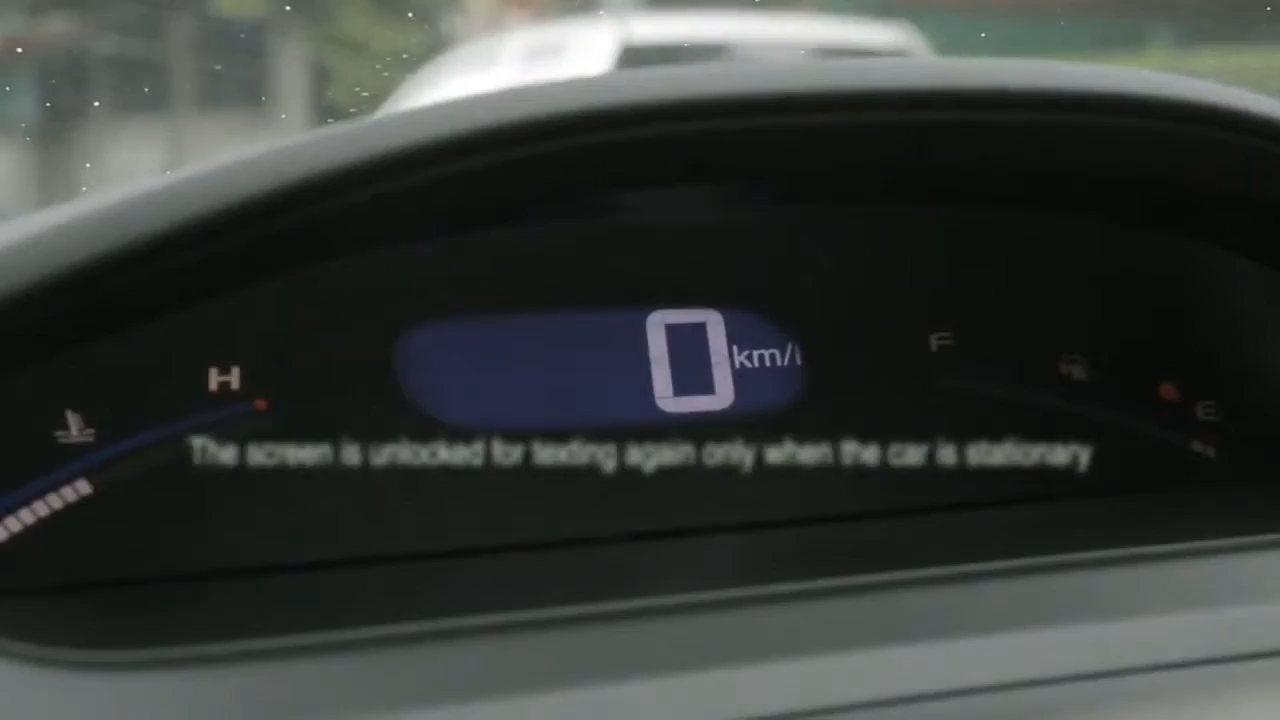 H
0 km/
F
E
The screen is unlocked for texting again only when the car is stationary